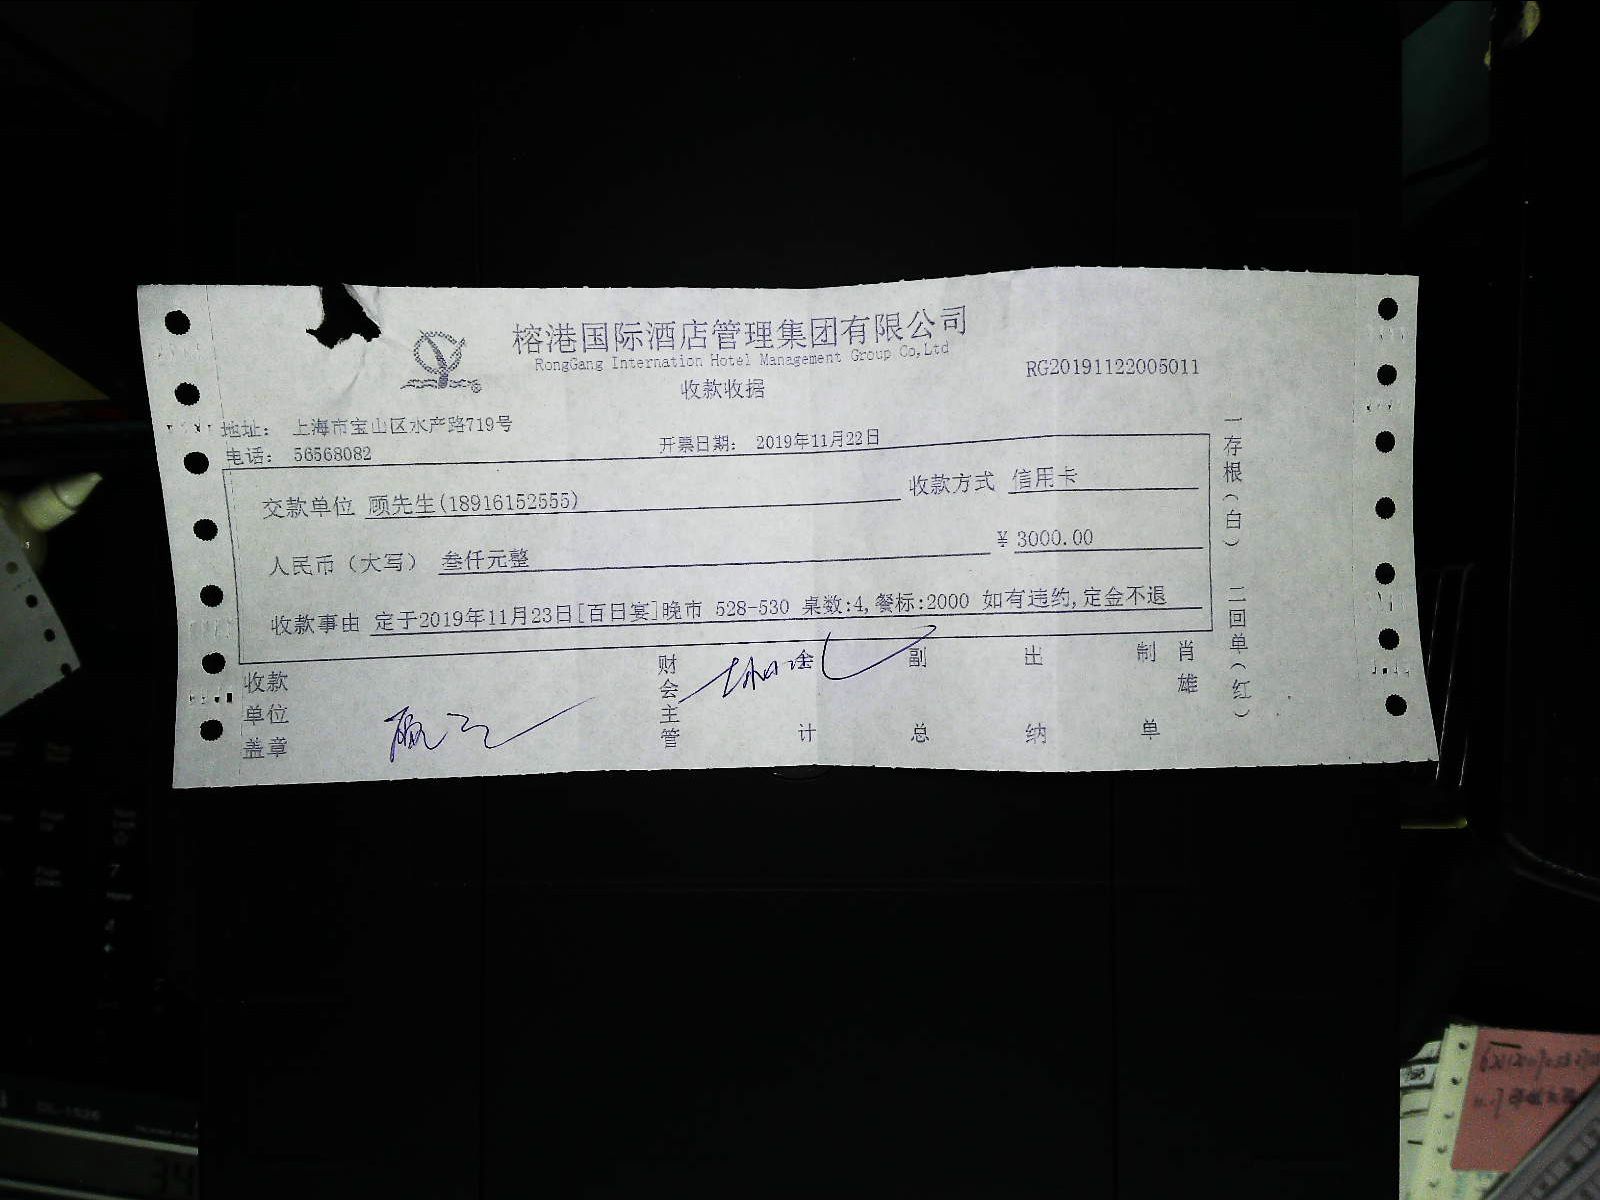 榕港国际酒店管理集团有限公司
RongGang Internation Hotel Management Group Co,Ltd
收款收据
RG20191122005011
地址： 上海市宝山区水产路719号
电话： 56568082
开票日期： 2019年11月22日
交款单位 顾先生(18916152555)
收款方式 信用卡
人民币（大写） 叁仟元整
¥ 3000.00
收款事由 定于2019年11月23日[百日宴]晚市 528-530 桌数:4,餐标:2000 如有违约,定金不退
收款单位盖章
财会主管
会计
副总
出纳
制单
肖雄
一存根（白） 二回单（红）